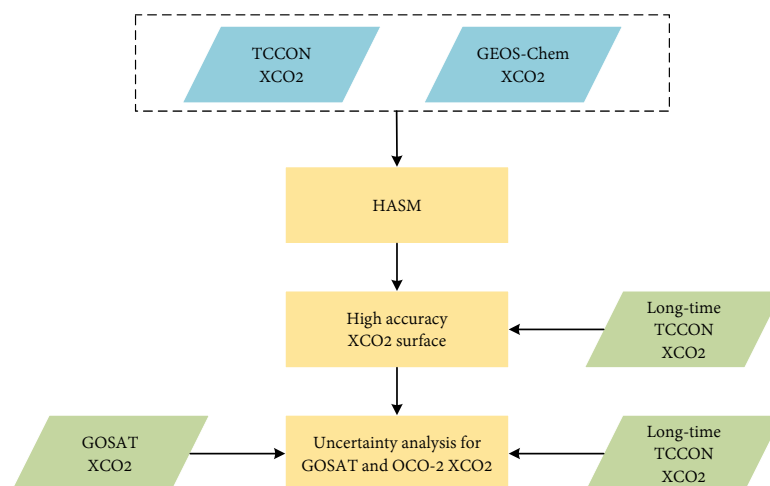 TCCON
XCO2
GEOS-Chem
XCO2
HASM
High accuracy
XCO2 surface
Long-time
TCCON
XCO2
GOSAT
XCO2
Uncertainty analysis for
GOSAT and OCO-2 XCO2
Long-time
TCCON
XCO2